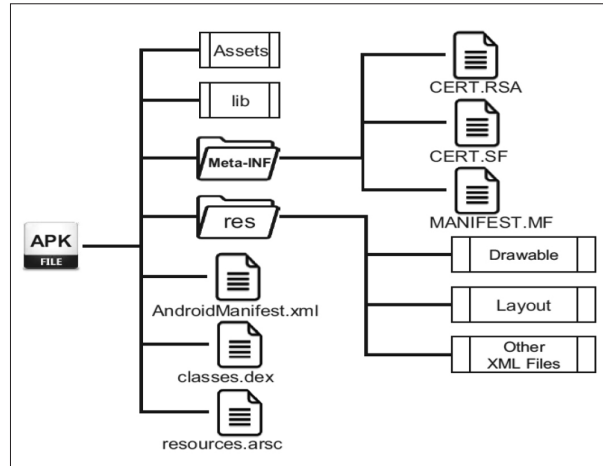 APK
FILE
Assets
lib
Meta-INF
res
AndroidManifest.xml
classes.dex
resources.arsc
CERT.RSA
CERT.SF
MANIFEST.MF
Drawable
Layout
Other
XML Files